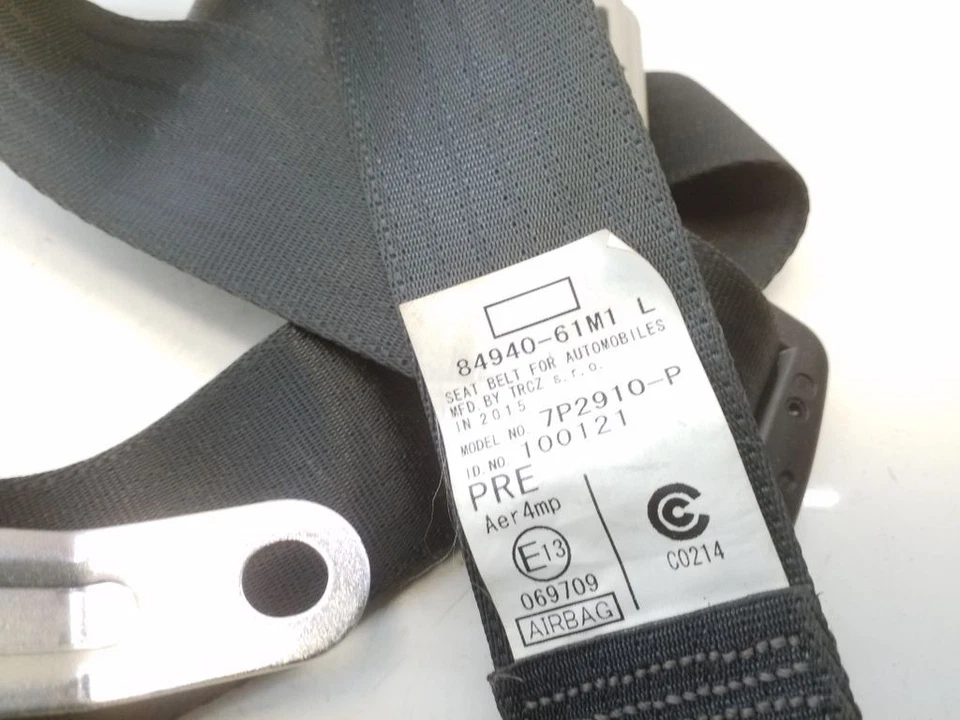 84940-61M1 L
SEAT BELT FOR AUTOMOBILES
MFD. BY TRCZ s.r.o.
IN 2015
MODEL NO. 7P2910-P
ID. NO. 100121
PRE
Aer4mp
E13
069709
AIRBAG
C0214